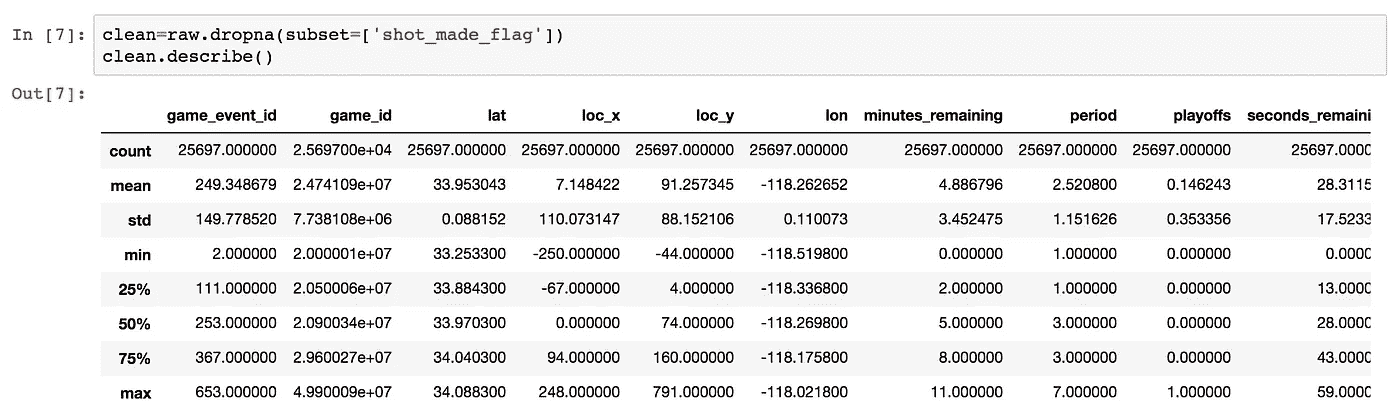 In [7]: clean=raw.dropna(subset=['shot_made_flag'])
clean.describe()
Out[7]:
game_event_id game_id lat loc_x loc_y lon minutes_remaining period playoffs seconds_remaini
count 25697.000000 2.569700e+04 25697.000000 25697.000000 25697.000000 25697.000000 25697.000000 25697.000000 25697.000000 25697.0000
mean 249.348679 2.474109e+07 33.953043 7.148422 91.257345 -118.262652 4.886796 2.520800 0.146243 28.3115
std 149.778520 7.738108e+06 0.088152 110.073147 88.152106 0.110073 3.452475 1.151626 0.353356 17.5233
min 2.000000 2.000001e+07 33.253300 -250.000000 -44.000000 -118.519800 0.000000 1.000000 0.000000 0.0000
25% 111.000000 2.050006e+07 33.884300 -67.000000 4.000000 -118.336800 2.000000 1.000000 0.000000 13.0000
50% 253.000000 2.090034e+07 33.970300 0.000000 74.000000 -118.269800 5.000000 3.000000 0.000000 28.0000
75% 367.000000 2.960027e+07 34.040300 94.000000 160.000000 -118.175800 8.000000 3.000000 0.000000 43.0000
max 653.000000 4.990009e+07 34.088300 248.000000 791.000000 -118.021800 11.000000 7.000000 1.000000 59.0000